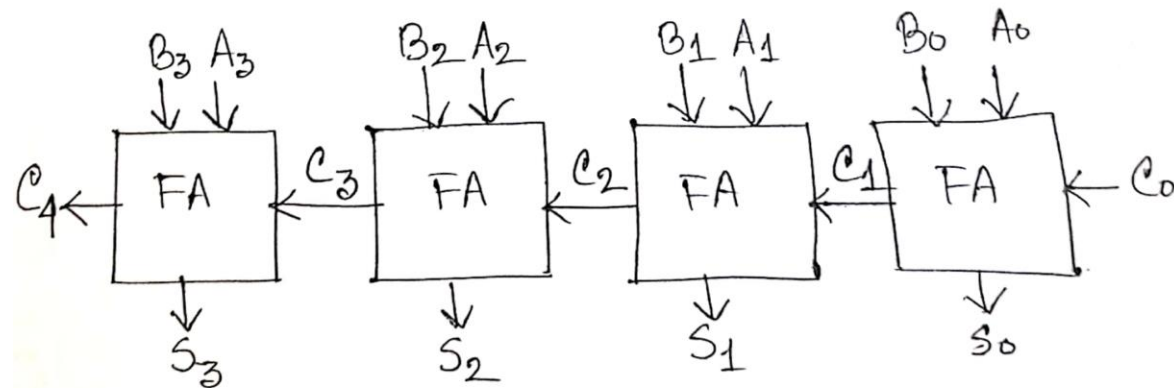 B3 A3 B2 A2 B1 A1 B0 A0
C4 FA C3 FA C2 FA C1 FA C0
S3 S2 S1 S0